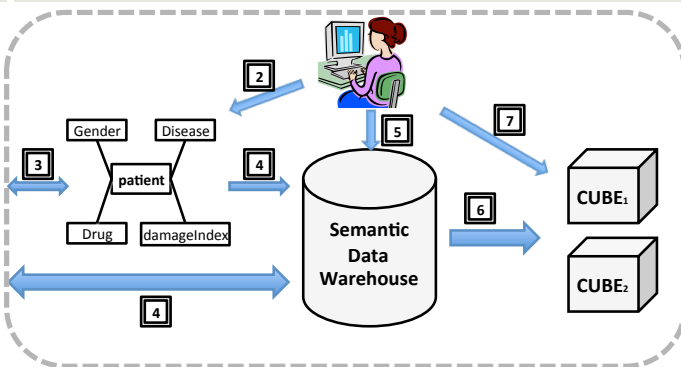 2
Gender
Disease
7
5
3
4
patient
CUBE1
6
Semantic
Data
Warehouse
Drug
damageIndex
CUBE2
4